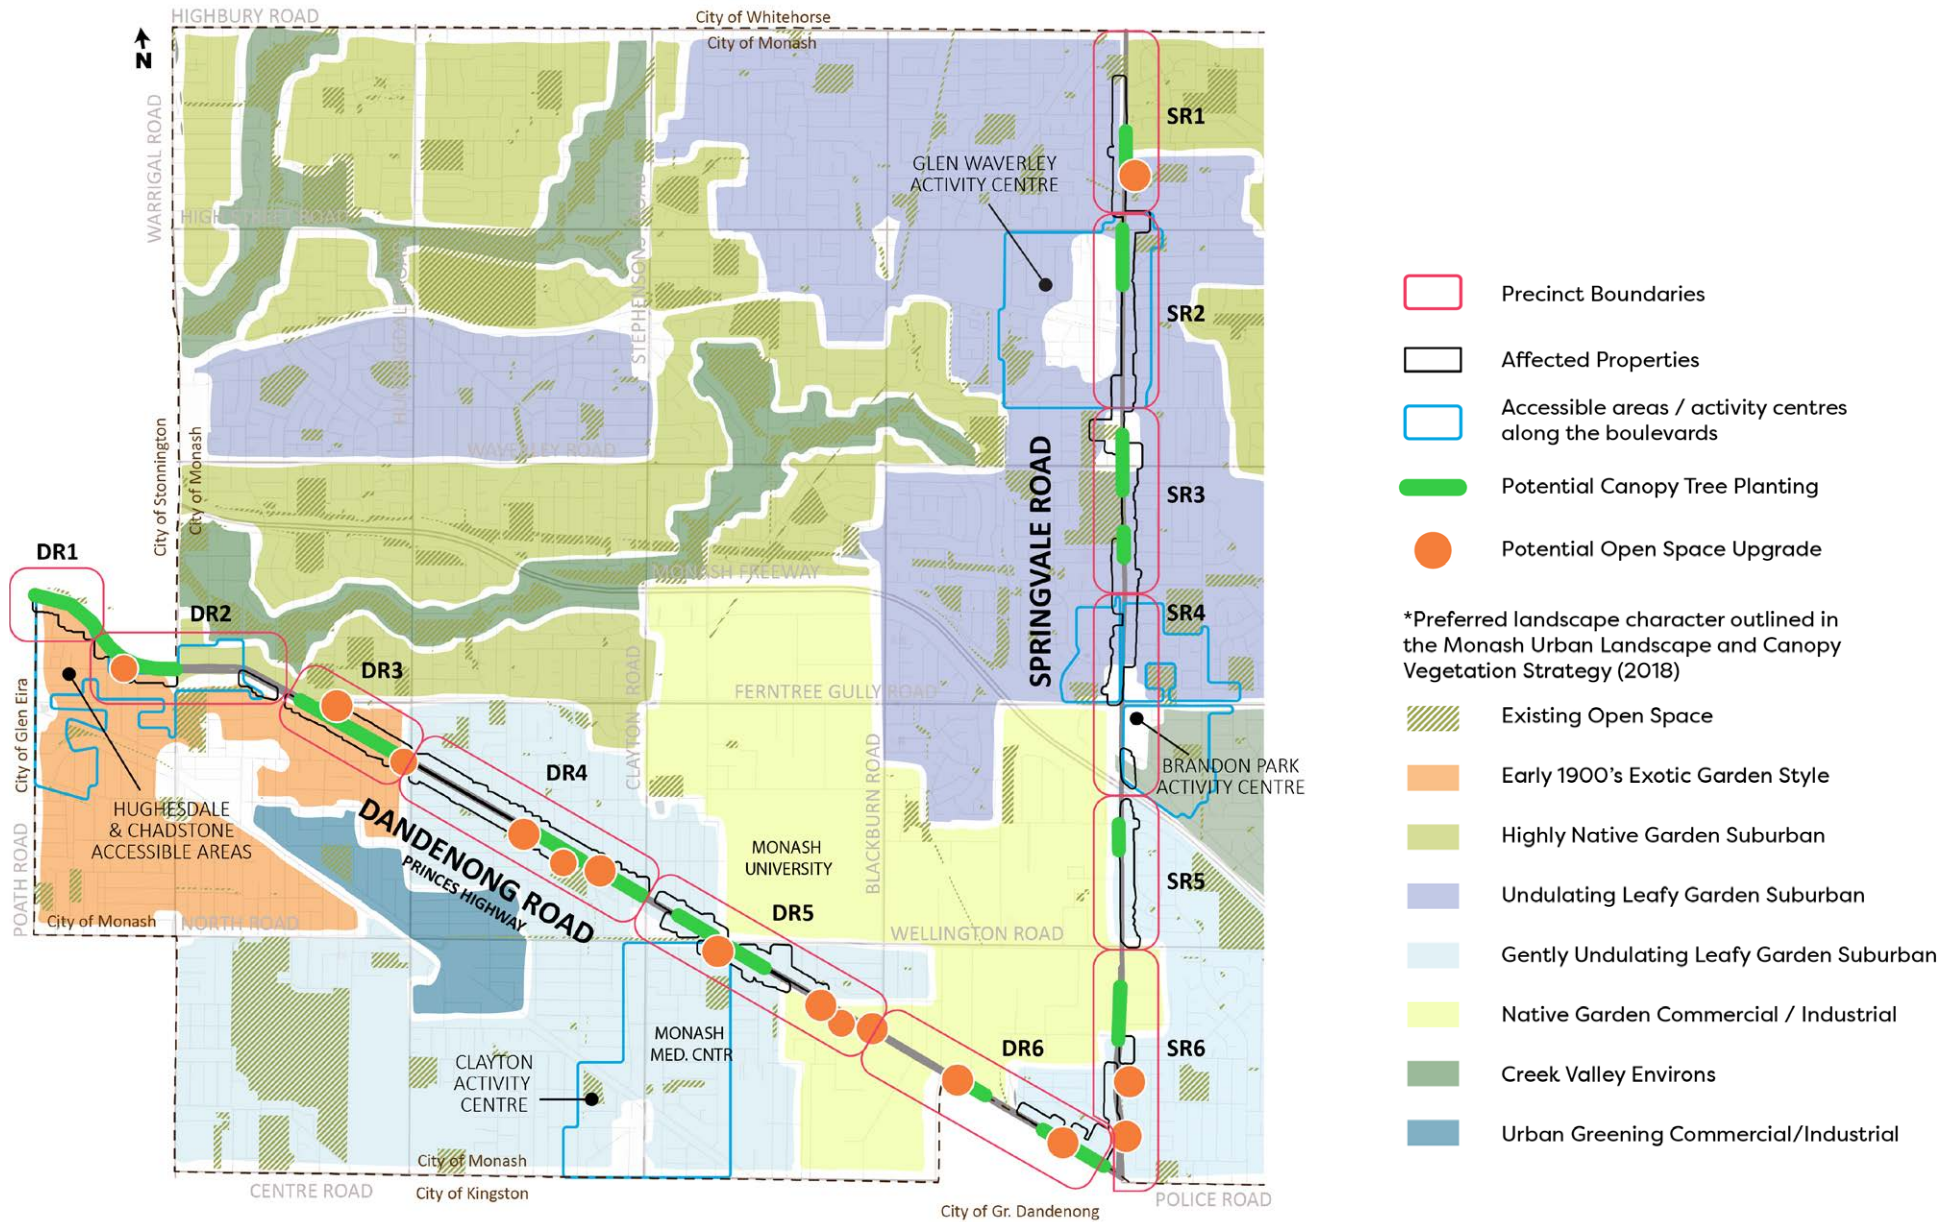 HIGHBURY ROAD
City of Whitehorse
City of Monash
N
WARRIGAL ROAD
SR1
GLEN WAVERLEY
ACTIVITY CENTRE
HIGH STREET ROAD
STEPHENSONS ROAD
HUNTINGDALE ROAD
SR2
WAVERLEY ROAD
City of Stonnington
City of Monash
SPRINGVALE ROAD
SR3
DR1
MONASH FREEWAY
DR2
SR4
DR3
CLAYTON ROAD
FERNTREE GULLY ROAD
City of Glen Eira
DR4
BLACKBURN ROAD
BRANDON PARK
ACTIVITY CENTRE
HUGHESDALE
& CHADSTONE
ACCESSIBLE AREAS
DANDENONG ROAD
PRINCES HIGHWAY
MONASH
UNIVERSITY
POATH ROAD
SR5
DR5
City of Monash
NORTH ROAD
WELLINGTON ROAD
MONASH
MED. CNTR
DR6
SR6
CLAYTON
ACTIVITY
CENTRE
City of Monash
CENTRE ROAD
City of Kingston
POLICE ROAD
City of Gr. Dandenong
Precinct Boundaries
Affected Properties
Accessible areas / activity centres
along the boulevards
Potential Canopy Tree Planting
Potential Open Space Upgrade
*Preferred landscape character outlined in
the Monash Urban Landscape and Canopy
Vegetation Strategy (2018)
Existing Open Space
Early 1900's Exotic Garden Style
Highly Native Garden Suburban
Undulating Leafy Garden Suburban
Gently Undulating Leafy Garden Suburban
Native Garden Commercial / Industrial
Creek Valley Environs
Urban Greening Commercial/Industrial